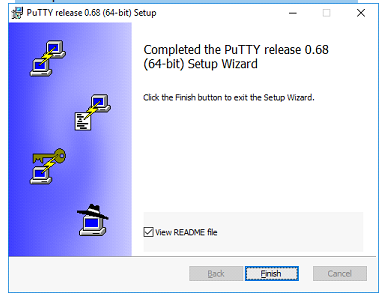 PuTTY release 0.68 (64-bit) Setup
Completed the PuTTY release 0.68
(64-bit) Setup Wizard
Click the Finish button to exit the Setup Wizard.
View README file
Back
Finish
Cancel